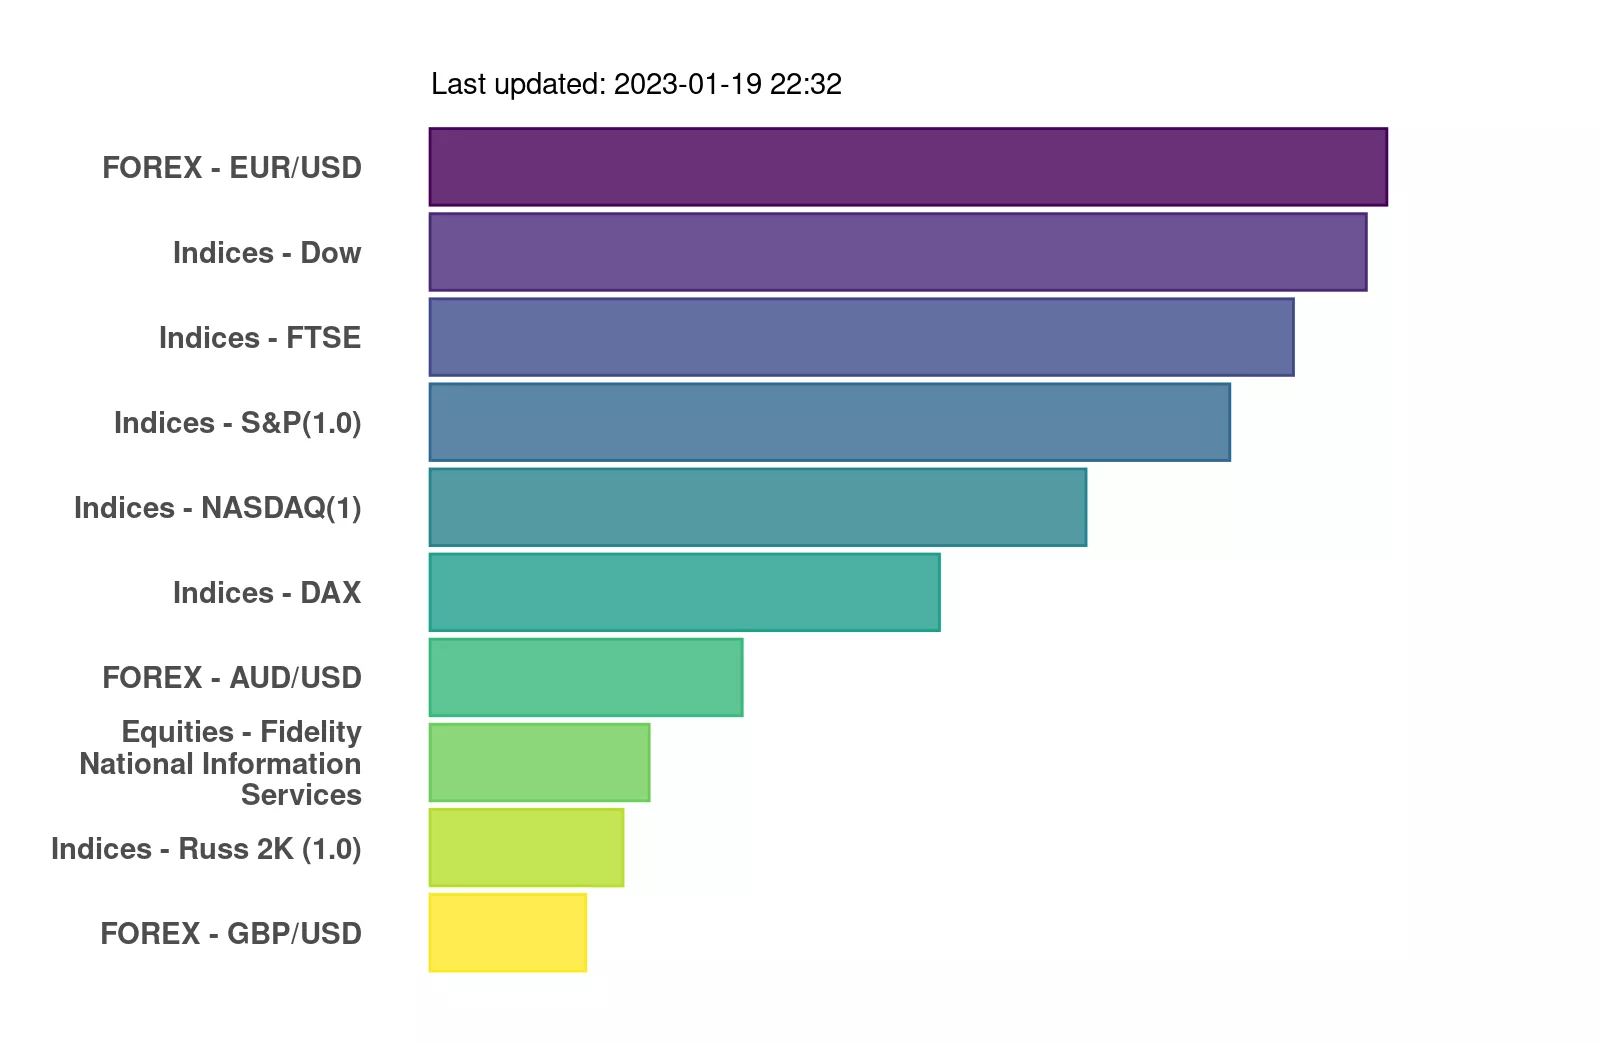 Last updated: 2023-01-19 22:32
FOREX - EUR/USD
Indices - Dow
Indices - FTSE
Indices - S&P(1.0)
Indices - NASDAQ(1)
Indices - DAX
FOREX - AUD/USD
Equities - Fidelity
National Information
Services
Indices - Russ 2K (1.0)
FOREX - GBP/USD